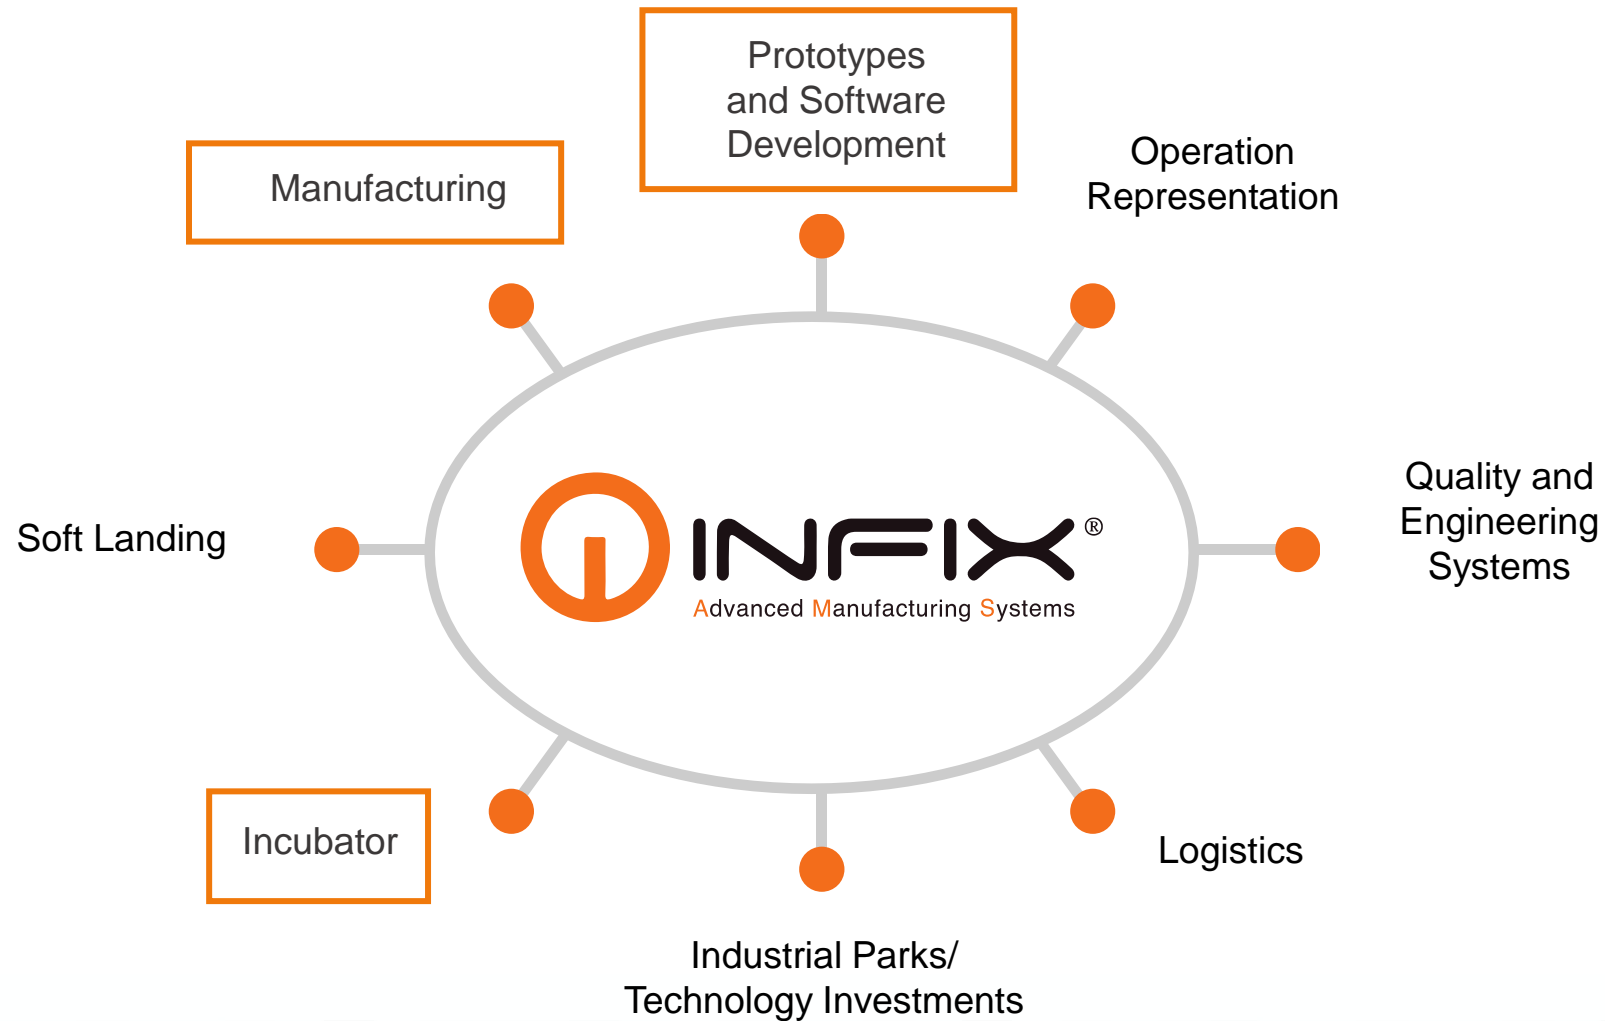 Prototypes
and Software
Development
Manufacturing
Operation
Representation
Quality and
Engineering
Systems
Soft Landing
INFIX®
Advanced Manufacturing Systems
Incubator
Logistics
Industrial Parks/
Technology Investments